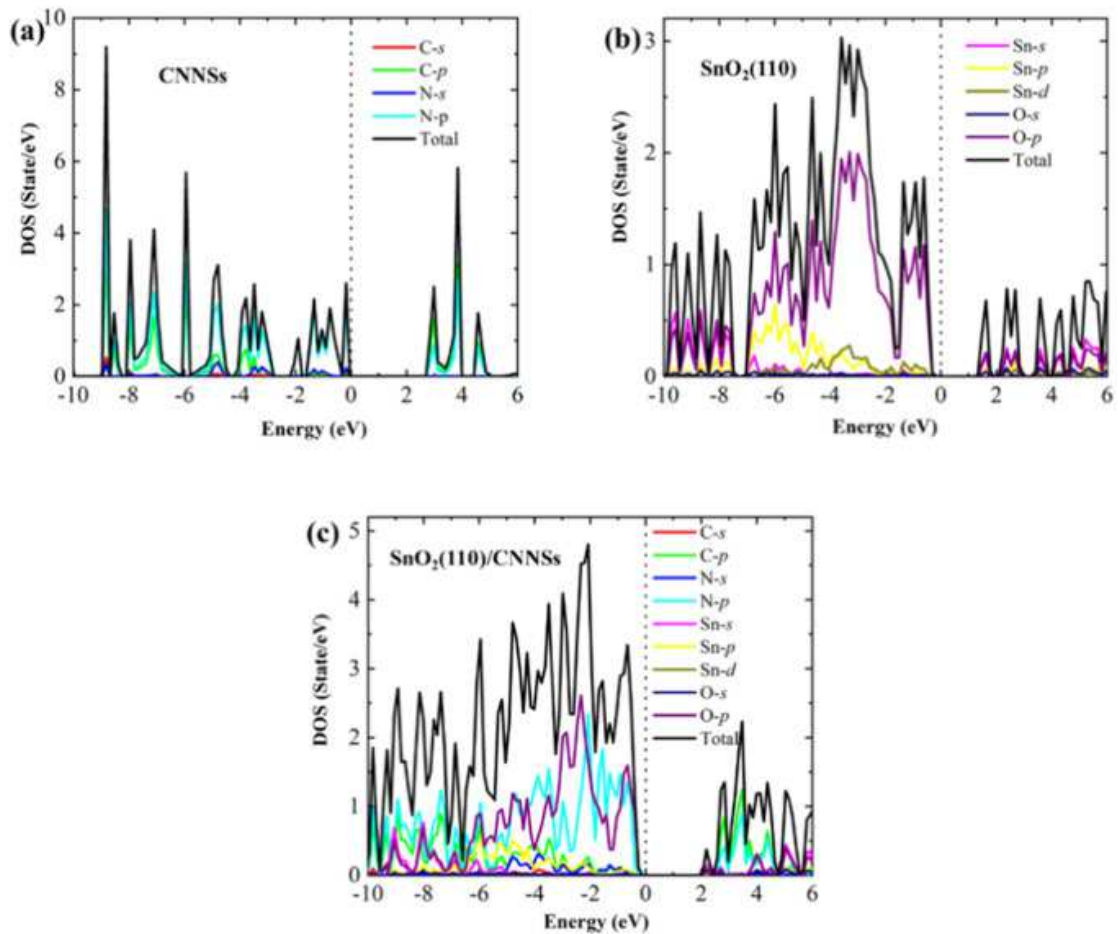 (a)
CNNSs
C-s
C-p
N-s
N-p
Total
DOS (State/eV)
10
8
6
4
2
0
-10 -8 -6 -4 -2 0 2 4 6
Energy (eV)
(b)
SnO₂(110)
Sn-s
Sn-p
Sn-d
O-s
O-p
Total
DOS (State/eV)
3
2
1
0
-10 -8 -6 -4 -2 0 2 4 6
Energy (eV)
(c)
SnO₂(110)/CNNSs
C-s
C-p
N-s
N-p
Sn-s
Sn-p
Sn-d
O-s
O-p
Total
DOS (State/eV)
5
4
3
2
1
0
-10 -8 -6 -4 -2 0 2 4 6
Energy (eV)